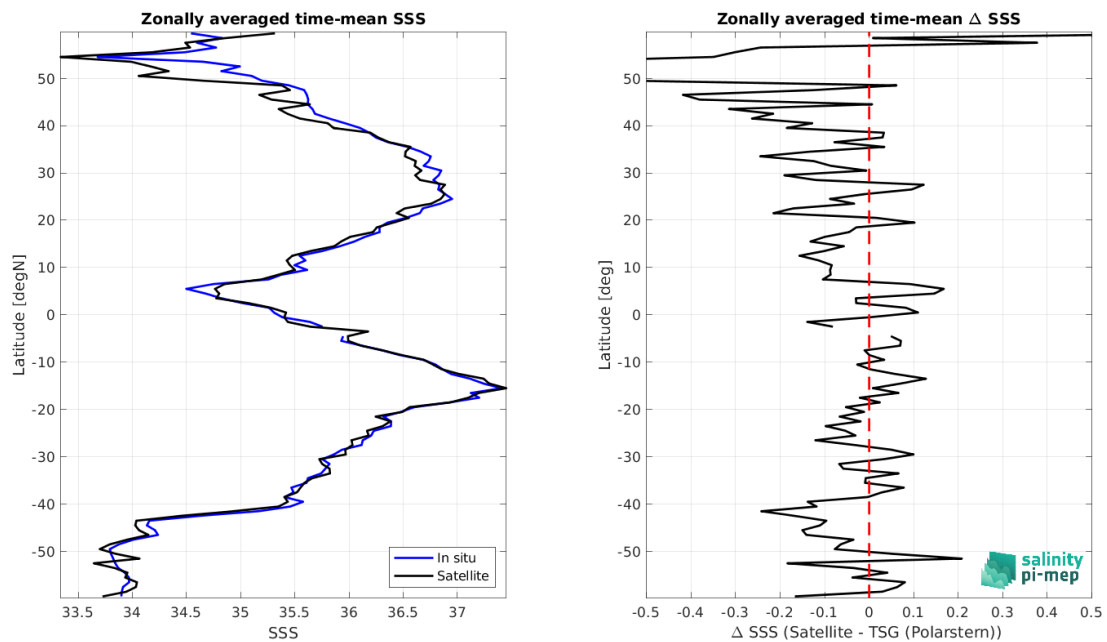 Zonally averaged time-mean SSS
Latitude [degN]
50
40
30
20
10
0
-10
-20
-30
-40
-50
33.5 34 34.5 35 35.5 36 36.5 37
SSS
In situ
Satellite
Zonally averaged time-mean Δ SSS
Latitude [deg]
50
40
30
20
10
0
-10
-20
-30
-40
-50
-0.5 -0.4 -0.3 -0.2 -0.1 0 0.1 0.2 0.3 0.4 0.5
Δ SSS (Satellite - TSG (Polarstern))
salinity
pi-mep